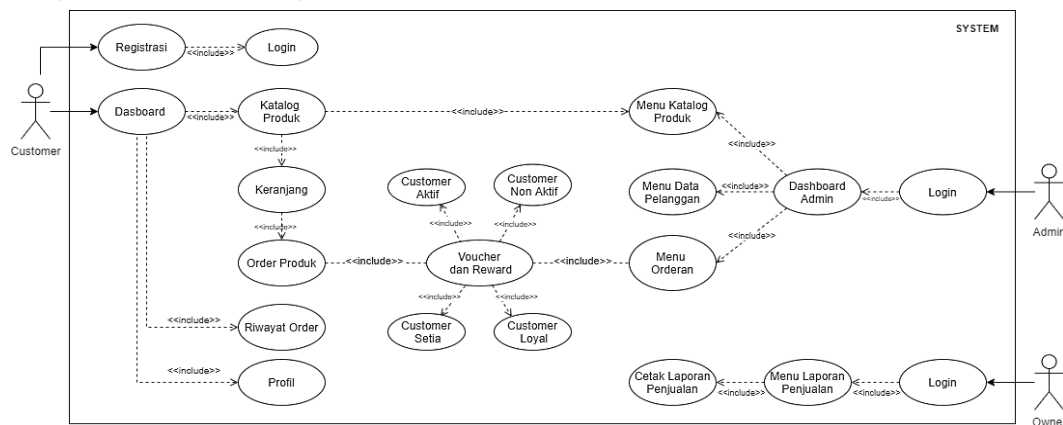 SYSTEM
Registrasi
<<include>>
Login
Customer
Dasboard
<<include>>
Katalog
Produk
<<include>>
Menu Katalog
Produk
<<include>>
<<include>>
Keranjang
<<include>>
Customer
Aktif
Customer
Non Aktif
<<include>>
<<include>>
Menu Data
Pelanggan
<<include>>
Dashboard
Admin
<<include>>
Login
Admin
<<include>>
Order Produk
<<include>>
Voucher
dan Reward
<<include>>
Menu
Orderan
<<include>>
<<include>>
Customer
Setia
Customer
Loyal
<<include>>
Riwayat Order
<<include>>
Profil
Cetak Laporan
Penjualan
<<include>>
Menu Laporan
Penjualan
<<include>>
Login
Owne